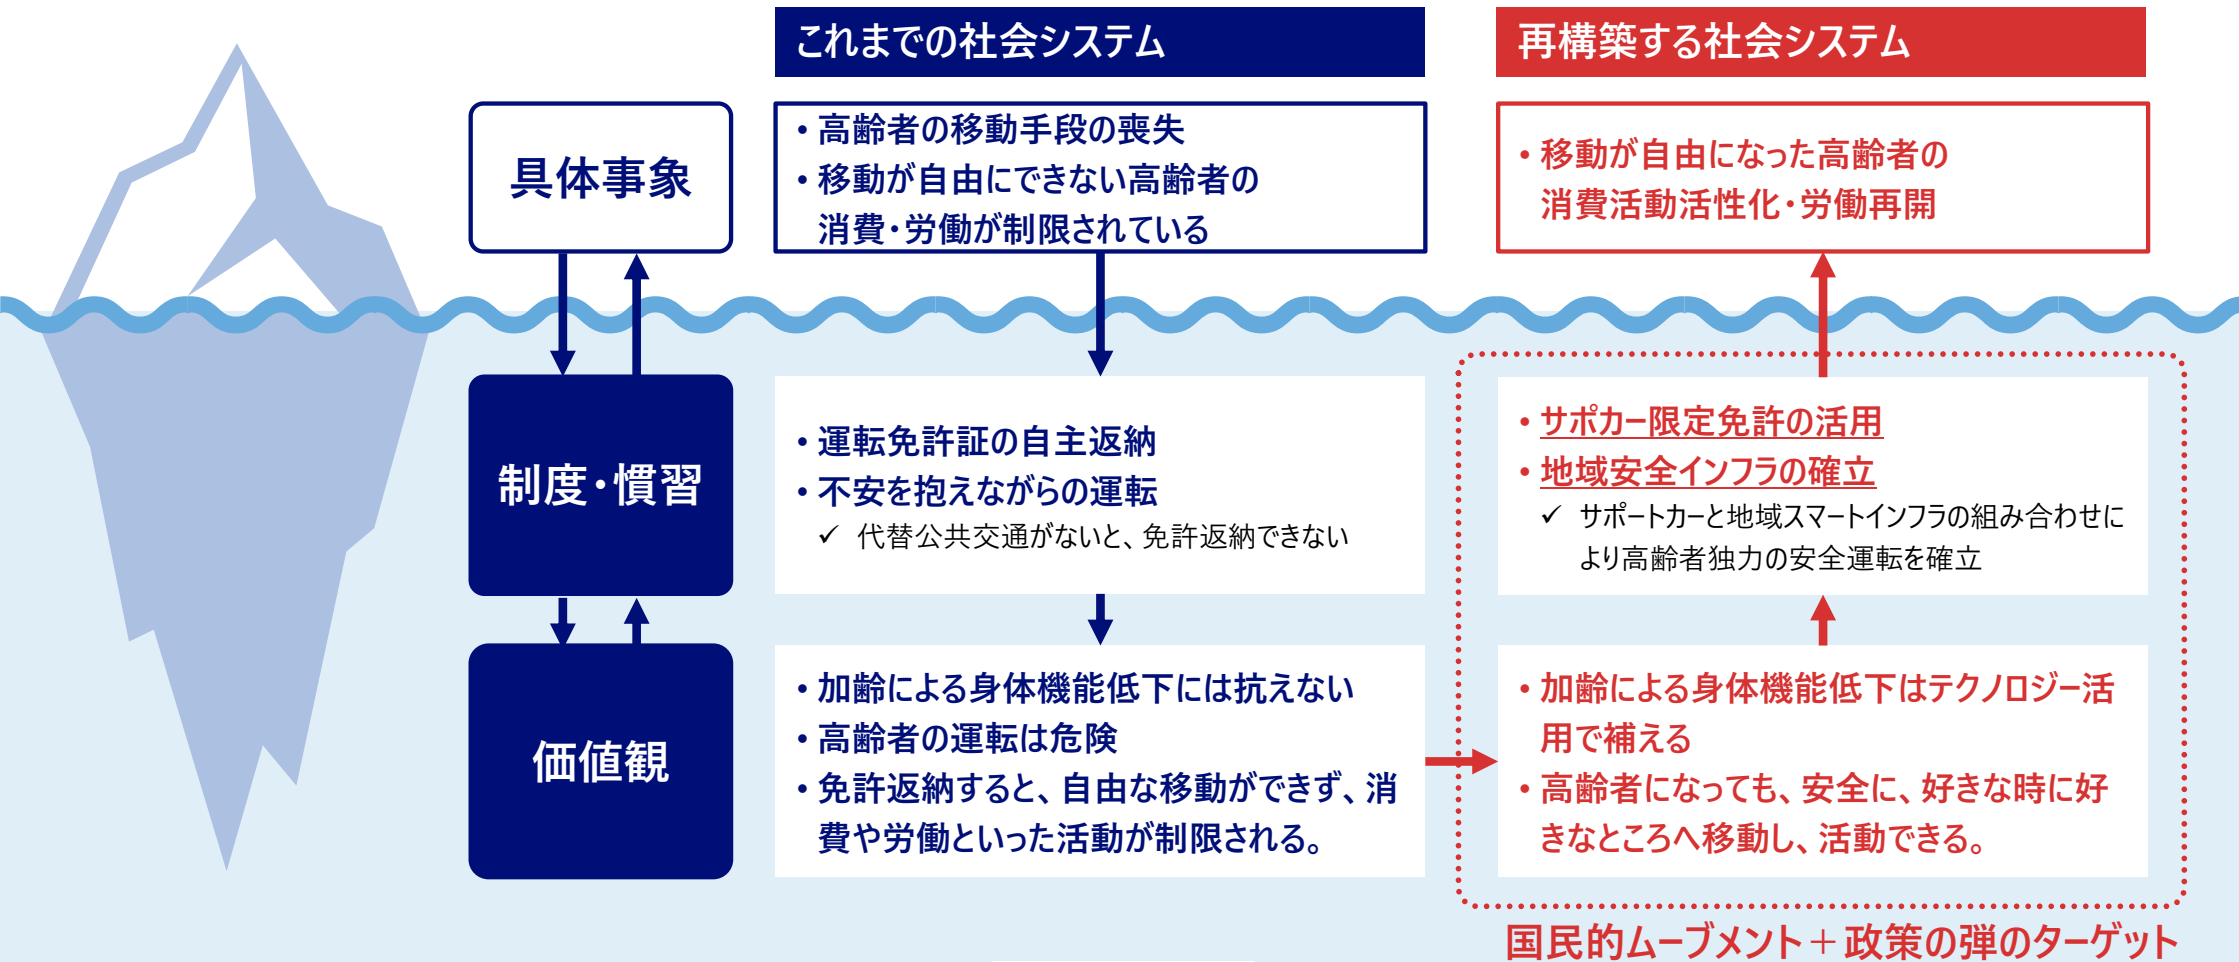 これまでの社会システム
再構築する社会システム
具体事象
・高齢者の移動手段の喪失
・移動が自由にできない高齢者の
消費・労働が制限されている
・移動が自由になった高齢者の
消費活動活性化・労働再開
制度・慣習
・運転免許証の自主返納
・不安を抱えながらの運転
✓ 代替公共交通がないと、免許返納できない
・サポカー限定免許の活用
・地域安全インフラの確立
✓ サポートカーと地域スマートインフラの組み合わせに
より高齢者独力の安全運転を確立
価値観
・加齢による身体機能低下には抗えない
・高齢者の運転は危険
・免許返納すると、自由な移動ができず、消
費や労働といった活動が制限される。
・加齢による身体機能低下はテクノロジー活
用で補える
・高齢者になっても、安全に、好きな時に好
きなところへ移動し、活動できる。
国民的ムーブメント＋政策の弾のターゲット